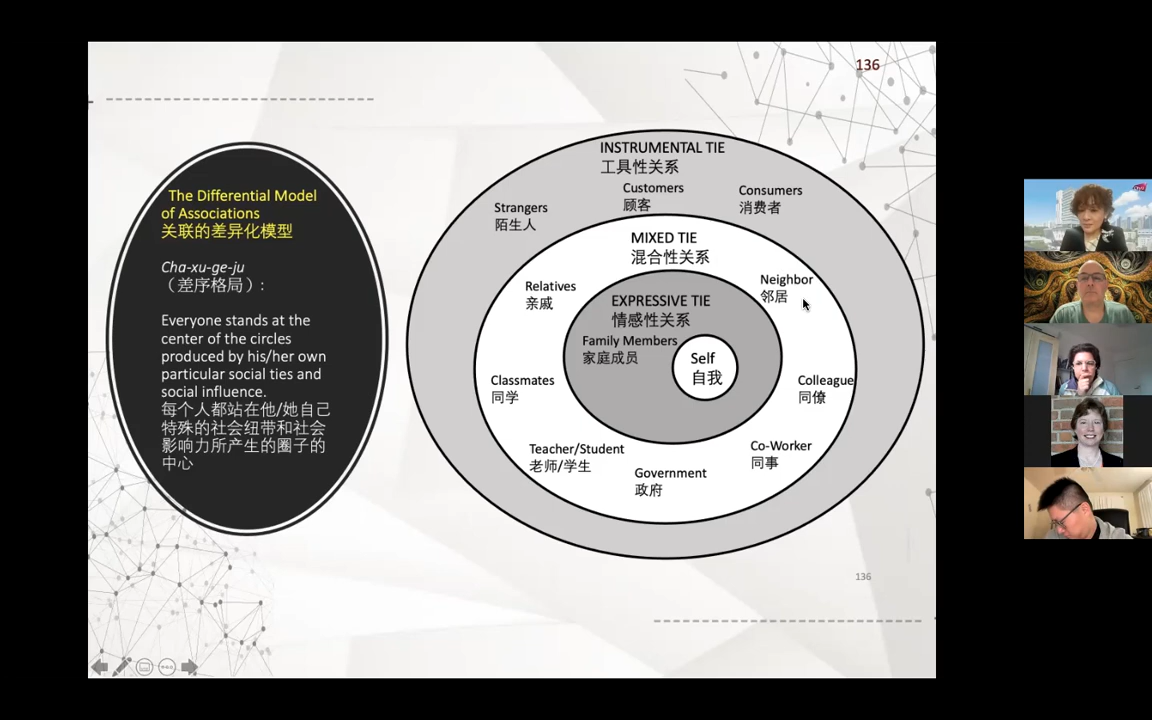 136
The Differential Model
of Associations
关联的差异化模型
Cha-xu-ge-ju
（差序格局）:
Everyone stands at the
center of the circles
produced by his/her own
particular social ties and
social influence.
每个人都站在他/她自己
特殊的社会纽带和社会
影响力所产生的圈子的
中心
INSTRUMENTAL TIE
工具性关系
Customers
顾客
Consumers
消费者
Strangers
陌生人
MIXED TIE
混合性关系
Relatives
亲戚
Neighbor
邻居
EXPRESSIVE TIE
情感性关系
Family Members
家庭成员
Self
自我
Classmates
同学
Colleague
同僚
Teacher/Student
老师/学生
Government
政府
Co-Worker
同事
136